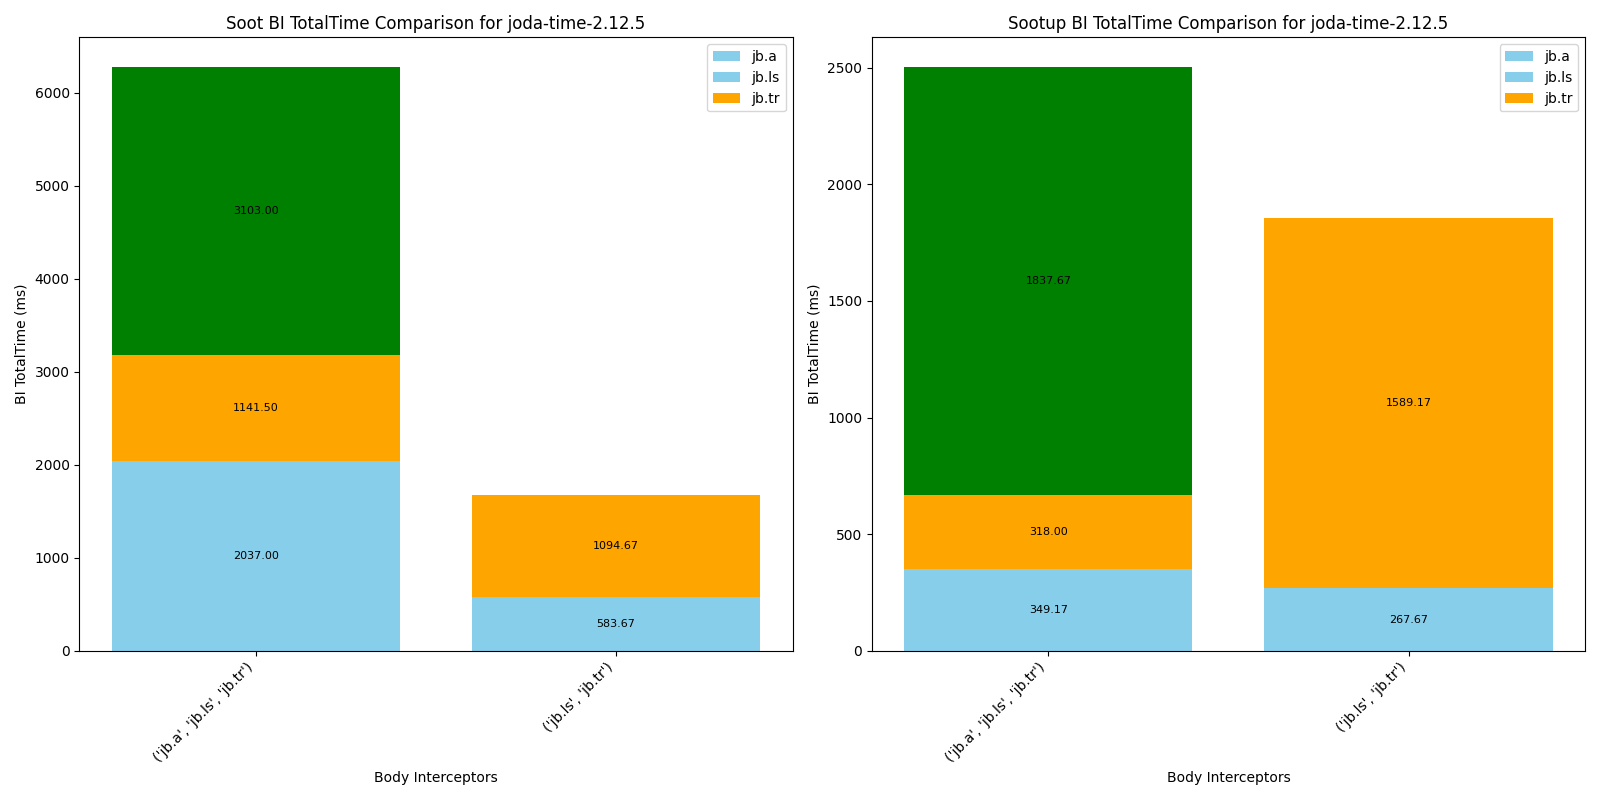 Soot BI TotalTime Comparison for joda-time-2.12.5
jb.a
jb.ls
jb.tr
BI TotalTime (ms)
6000
5000
4000
3000
2000
1000
0
3103.00
1141.50
2037.00
1094.67
583.67
('jb.a', 'jb.ls', 'jb.tr')
('jb.ls', 'jb.tr')
Body Interceptors
Sootup BI TotalTime Comparison for joda-time-2.12.5
jb.a
jb.ls
jb.tr
BI TotalTime (ms)
2500
2000
1500
1000
500
0
1837.67
318.00
349.17
1589.17
267.67
('jb.a', 'jb.ls', 'jb.tr')
('jb.ls', 'jb.tr')
Body Interceptors